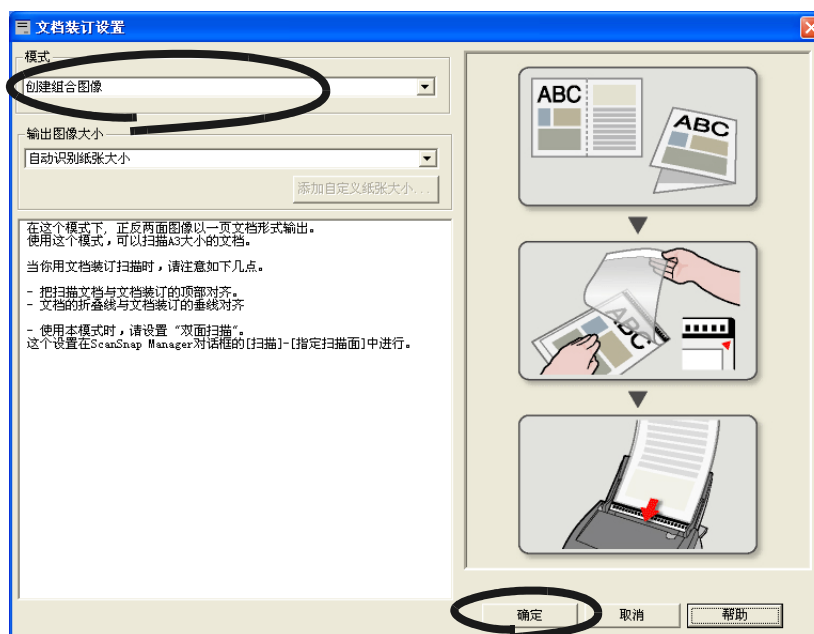 文档装订设置
模式
创建组合图像
输出图像大小
自动识别纸张大小
添加自定义纸张大小...
在这个模式下, 正反两面图像以一页文档形式输出。
使用这个模式，可以扫描A3大小的文档。
当你用文档装订扫描时，请注意如下几点。
- 把扫描文档与文档装订的顶部对齐。
- 文档的折叠线与文档装订的垂线对齐
- 使用本模式时，请设置 “双面扫描”。
这个设置在ScanSnap Manager对话框的[扫描]-[指定扫描面]中进行。
ABC
ABC
ABC
确定
取消
帮助